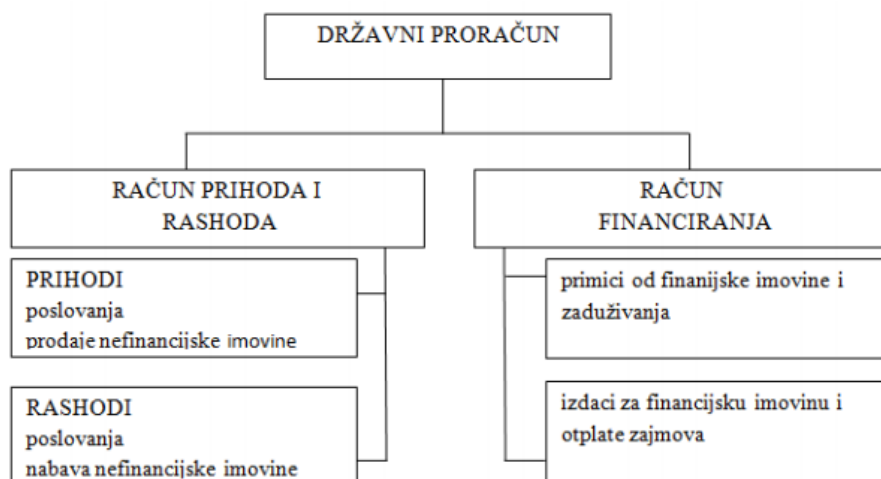 DRŽAVNI PRORAČUN
RAČUN PRIHODA I
RASHODA
PRIHODI
poslovanja
prodaje nefinancijske imovine
RASHODI
poslovanja
nabava nefinancijske imovine
RAČUN
FINANCIRANJA
primici od finanijske imovine i
zaduživanja
izdaci za financijsku imovinu i
otplate zajmova